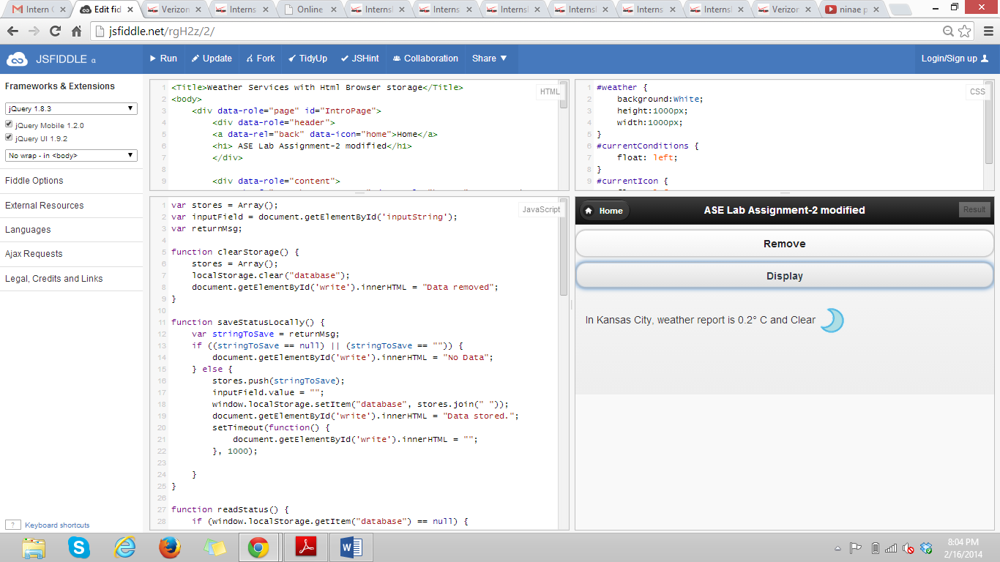 Intern C
Edit fid
Verizon
Interns
Online
Internsl
Interns
Internsl
Internsl
Interns
Internsl
Verizon
ninae p
jsfiddle.net/rgH2z/2/
JSFIDDLE α
Run
Update
Fork
TidyUp
JSHint
Collaboration
Share
Login/Sign up
Frameworks & Extensions
jQuery 1.8.3
jQuery Mobile 1.2.0
jQuery UI 1.9.2
No wrap - in <body>
Fiddle Options
External Resources
Languages
Ajax Requests
Legal, Credits and Links
? Keyboard shortcuts
HTML
1 <Title>Weather Services with Html Browser storage</Title>
2 <body>
3 <div data-role="page" id="IntroPage">
4 <div data-role="header">
5 <a data-rel="back" data-icon="home">Home</a>
6 <h1> ASE Lab Assignment-2 modified</h1>
7 </div>
8
9 <div data-role="content">
CSS
1 #weather {
2 background:White;
3 height:1000px;
4 width:1000px;
5 }
6 #currentConditions {
7 float: left;
8 }
9 #currentIcon {
JavaScript
1 var stores = Array();
2 var inputField = document.getElementById('inputString');
3 var returnMsg;
4
5 function clearStorage() {
6 stores = Array();
7 localStorage.clear("database");
8 document.getElementById('write').innerHTML = "Data removed";
9 }
10
11 function saveStatusLocally() {
12 var stringToSave = returnMsg;
13 if ((stringToSave == null) || (stringToSave == "")) {
14 document.getElementById('write').innerHTML = "No Data";
15 } else {
16 stores.push(stringToSave);
17 inputField.value = "";
18 window.localStorage.setItem("database", stores.join(" "));
19 document.getElementById('write').innerHTML = "Data stored.";
20 setTimeout(function() {
21 document.getElementById('write').innerHTML = "";
22 }, 1000);
23
24 }
25 }
26
27 function readStatus() {
28 if (window.localStorage.getItem("database") == null) {
Home
ASE Lab Assignment-2 modified
Result
Remove
Display
In Kansas City, weather report is 0.2° C and Clear
8:04 PM
2/16/2014